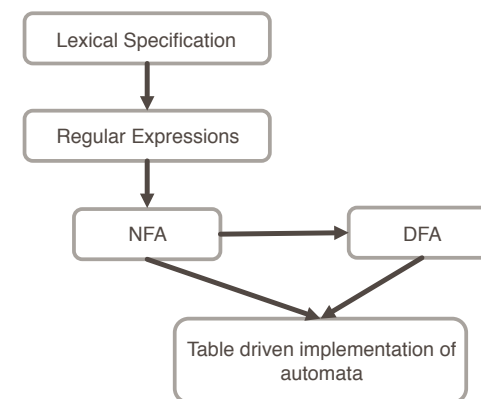 Lexical Specification
Regular Expressions
NFA
DFA
Table driven implementation of
automata